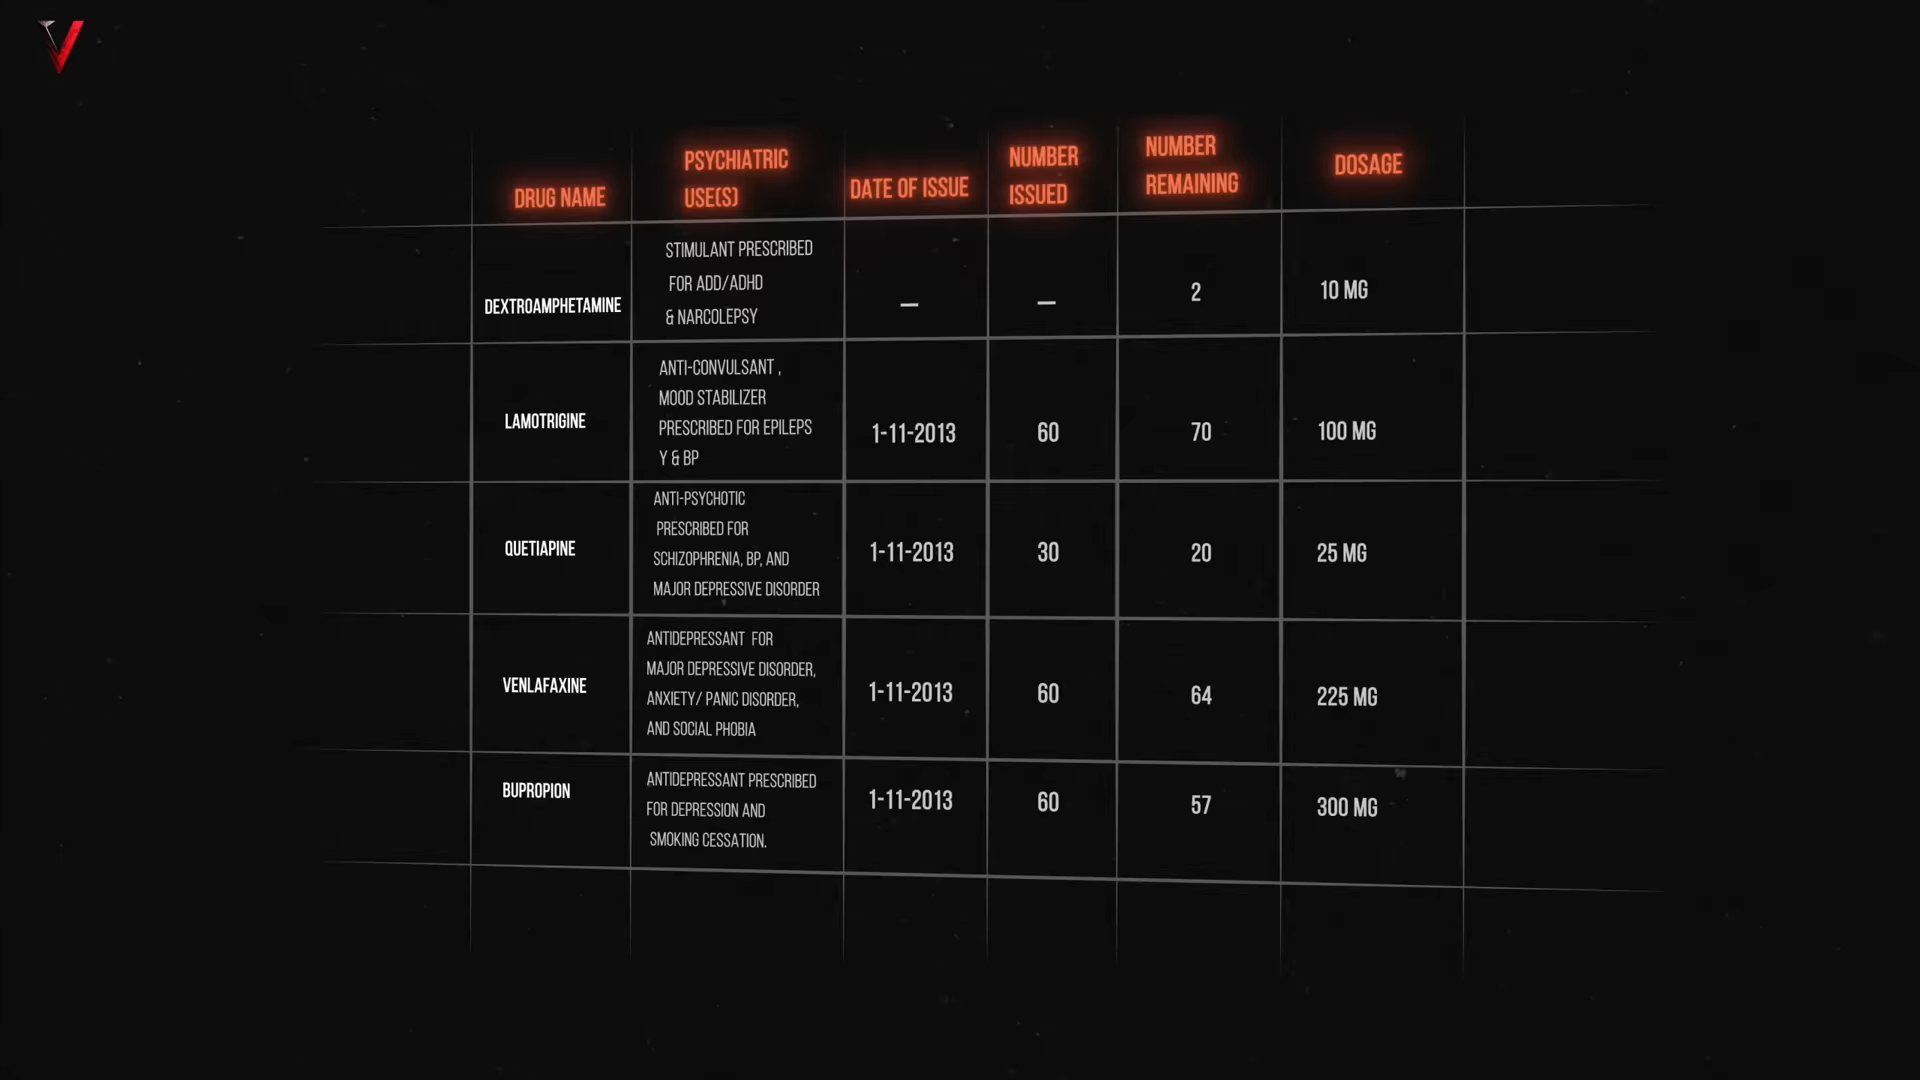 DRUG NAME
PSYCHIATRIC
USE(S)
DATE OF ISSUE
NUMBER
ISSUED
NUMBER
REMAINING
DOSAGE
DEXTROAMPHETAMINE
STIMULANT PRESCRIBED
FOR ADD/ADHD
& NARCOLEPSY
—
—
2
10 MG
LAMOTRIGINE
ANTI-CONVULSANT ,
MOOD STABILIZER
PRESCRIBED FOR EPILEPS
Y & BP
1-11-2013
60
70
100 MG
QUETIAPINE
ANTI-PSYCHOTIC
PRESCRIBED FOR
SCHIZOPHRENIA, BP, AND
MAJOR DEPRESSIVE DISORDER
1-11-2013
30
20
25 MG
VENLAFAXINE
ANTIDEPRESSANT FOR
MAJOR DEPRESSIVE DISORDER,
ANXIETY/ PANIC DISORDER,
AND SOCIAL PHOBIA
1-11-2013
60
64
225 MG
BUPROPION
ANTIDEPRESSANT PRESCRIBED
FOR DEPRESSION AND
SMOKING CESSATION.
1-11-2013
60
57
300 MG